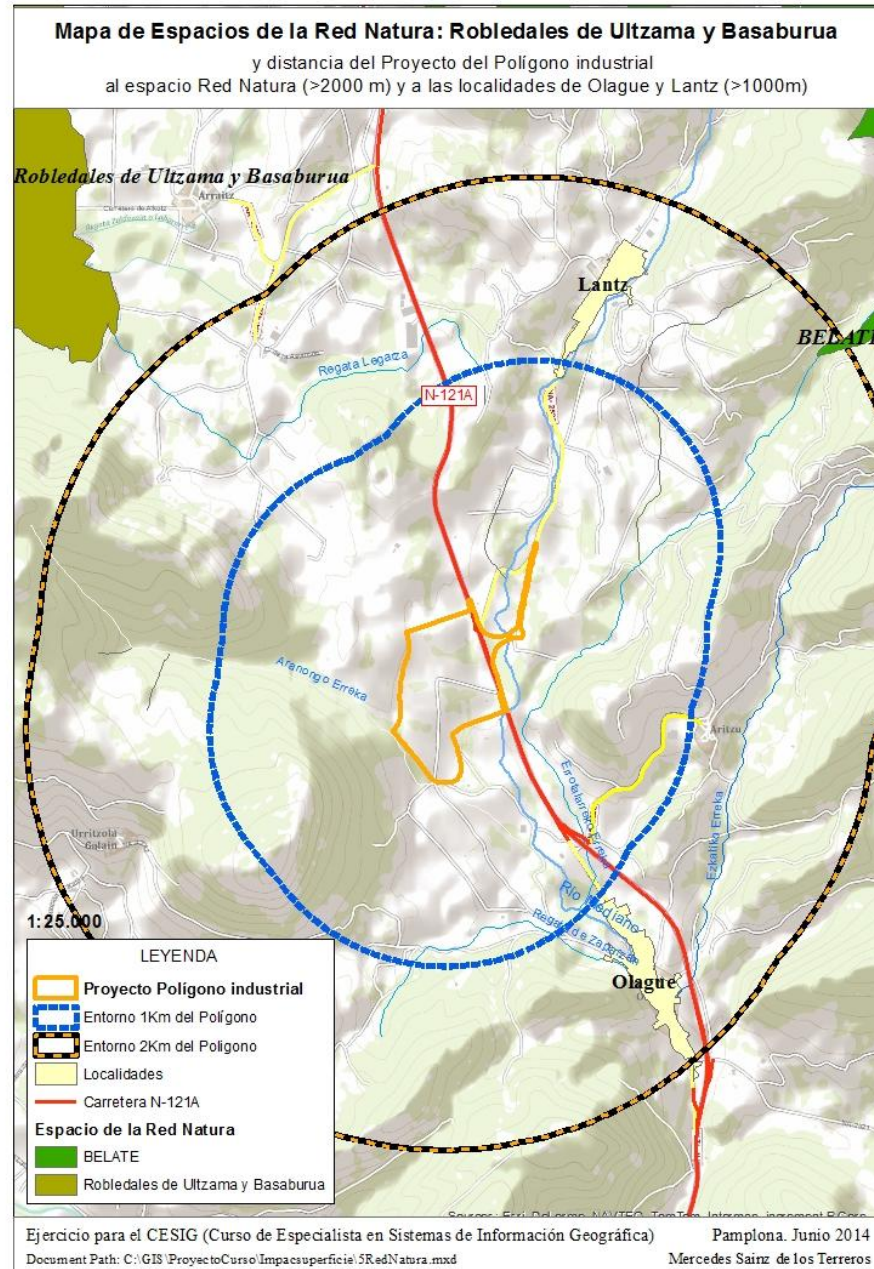 Mapa de Espacios de la Red Natura: Robledales de Ultzama y Basaburua
y distancia del Proyecto del Polígono industrial
al espacio Red Natura (>2000 m) y a las localidades de Olague y Lantz (>1000m)
Robledales de Ultzama y Basaburua
Arraitz
Lantz
BELATE
Regata Legarza
N-121A
Aranongo Erreka
Aritzu
Ezkatiko Erreka
Urritzola
Galain
Río Mediano
Regata de Zaparzan
Olague
1:25.000
LEYENDA
Proyecto Polígono industrial
Entorno 1Km del Polígono
Entorno 2Km del Poligono
Localidades
Carretera N-121A
Espacio de la Red Natura
BELATE
Robledales de Ultzama y Basaburua
Ejercicio para el CESIG (Curso de Especialista en Sistemas de Información Geográfica)
Pamplona. Junio 2014
Document Path: C:\GIS\ProyectoCurso\Impacsuperficie\5RedNatura.mxd
Mercedes Sainz de los Terreros